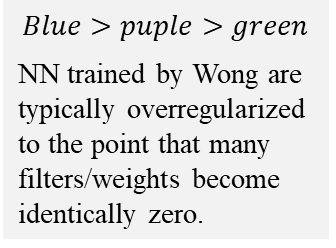 Blue > puple > green
NN trained by Wong are
typically overregularized
to the point that many
filters/weights become
identically zero.